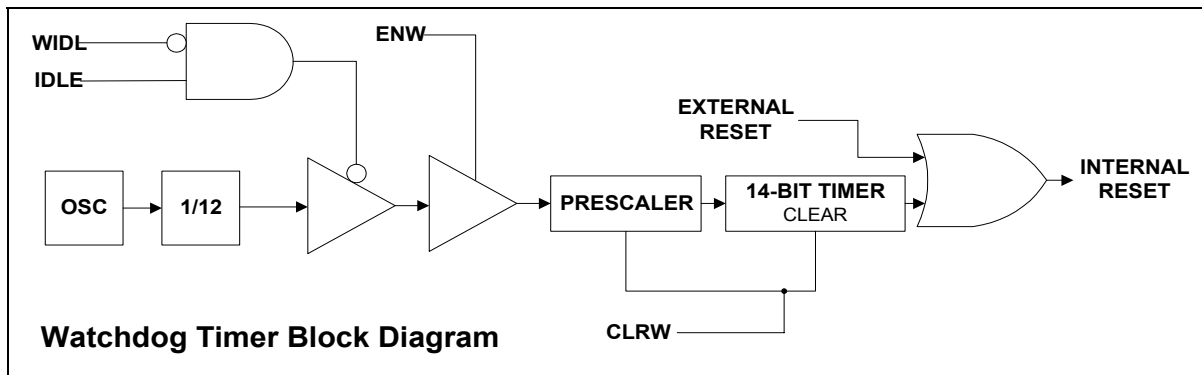 WIDL
IDLE
ENW
EXTERNAL
RESET
OSC
1/12
PRESCALER
14-BIT TIMER
CLEAR
INTERNAL
RESET
CLRW
Watchdog Timer Block Diagram